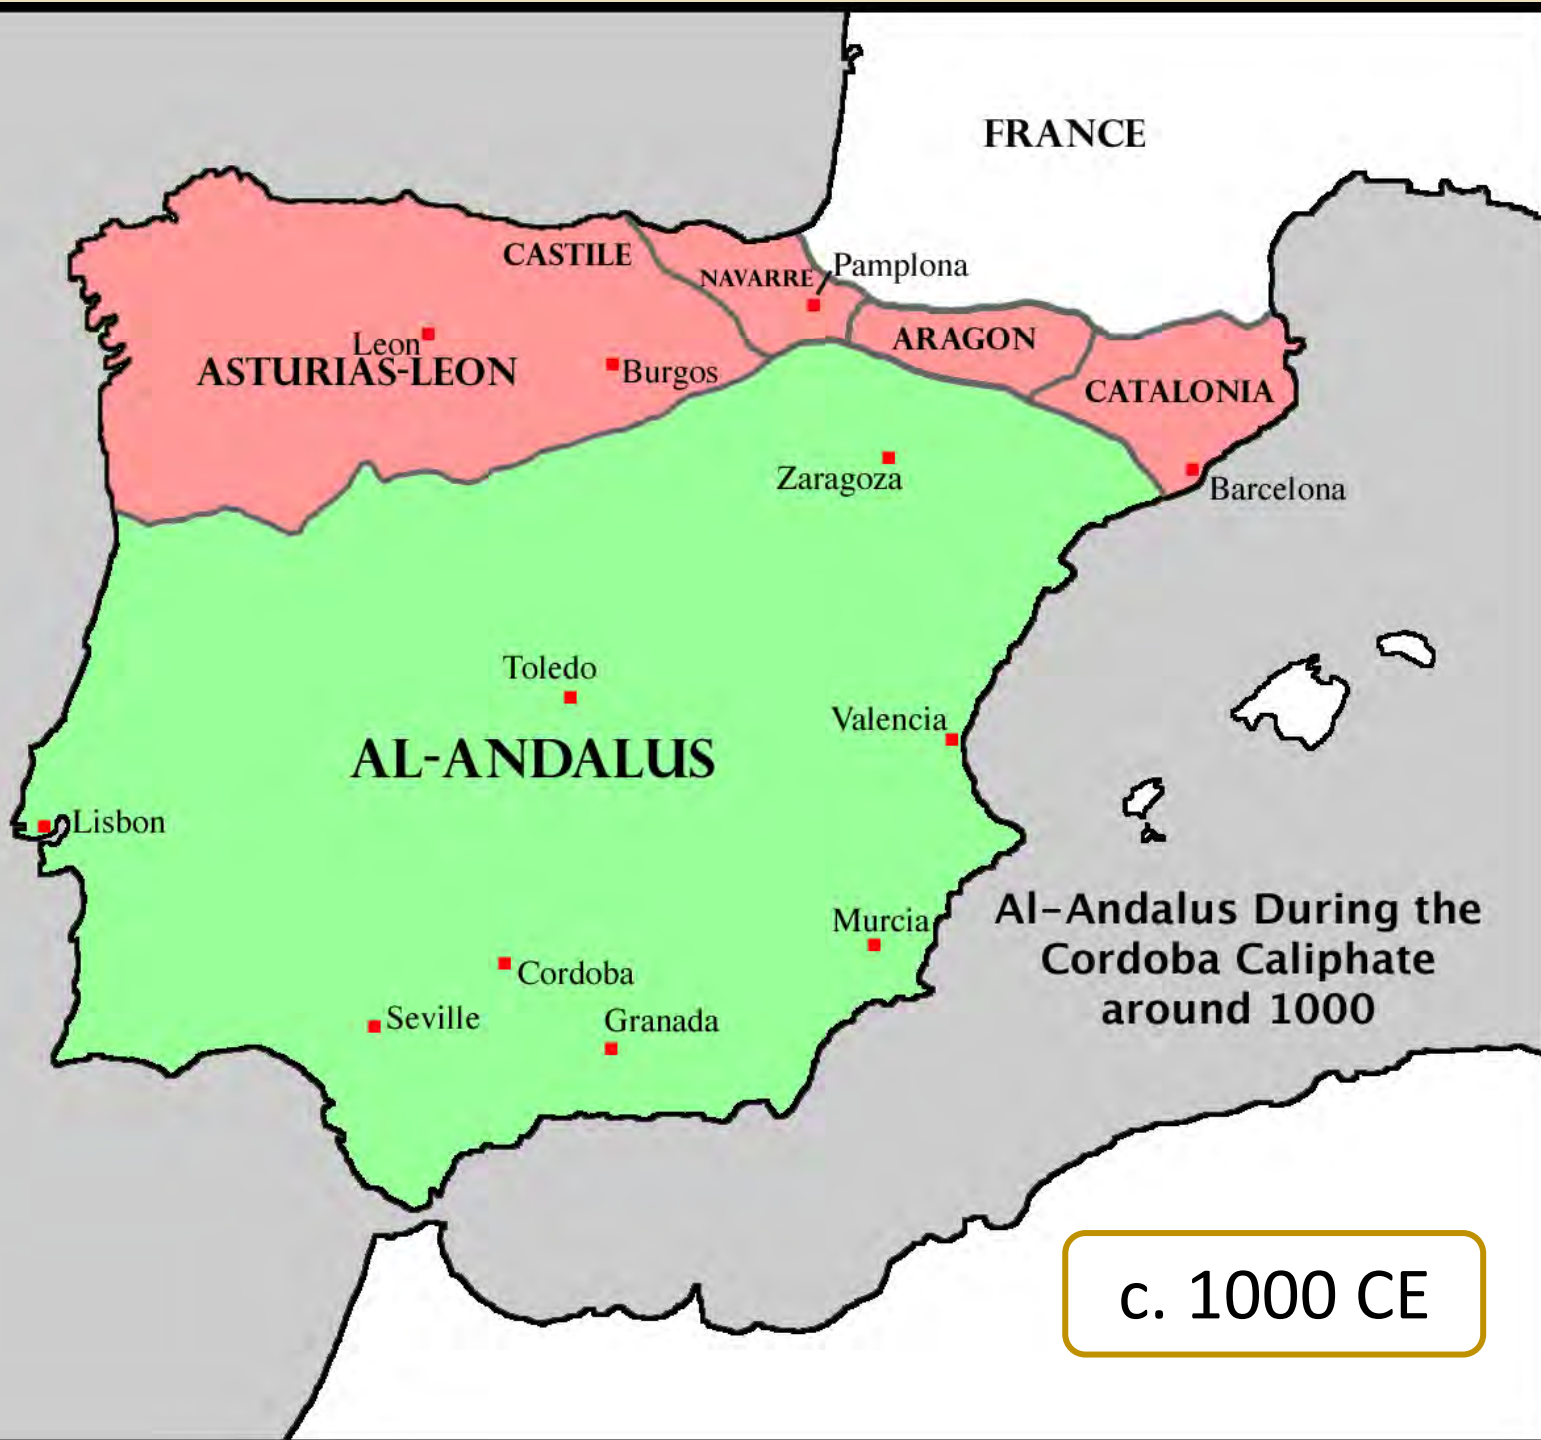 FRANCE
CASTILE
NAVARRE
Pamplona
Leon
ASTURIAS-LEON
Burgos
ARAGON
CATALONIA
Zaragoza
Barcelona
Toledo
Valencia
AL-ANDALUS
Lisbon
Murcia
Cordoba
Seville
Granada
Al-Andalus During the
Cordoba Caliphate
around 1000
c. 1000 CE